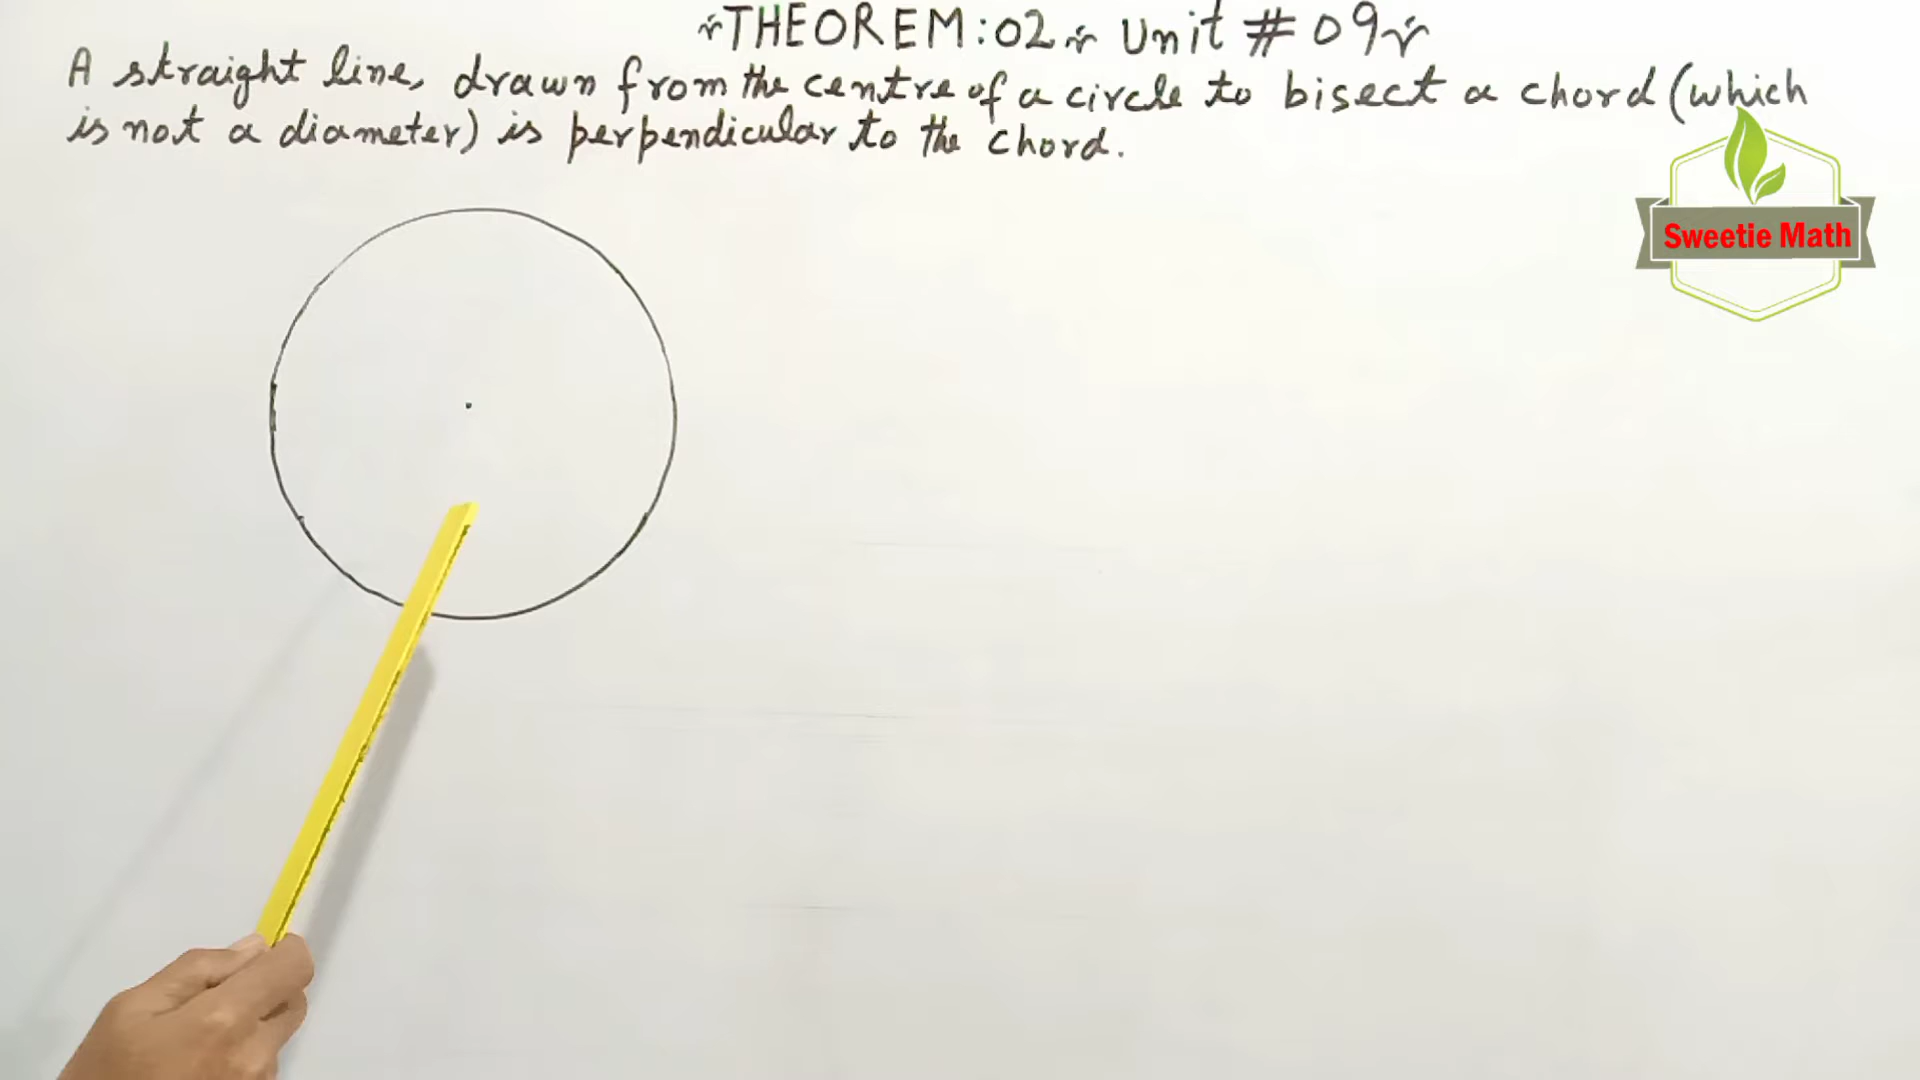 THEOREM:02 Unit # 09
A straight line, drawn from the centre of a circle to bisect a chord (which
is not a diameter) is perpendicular to the chord.
Sweetie Math